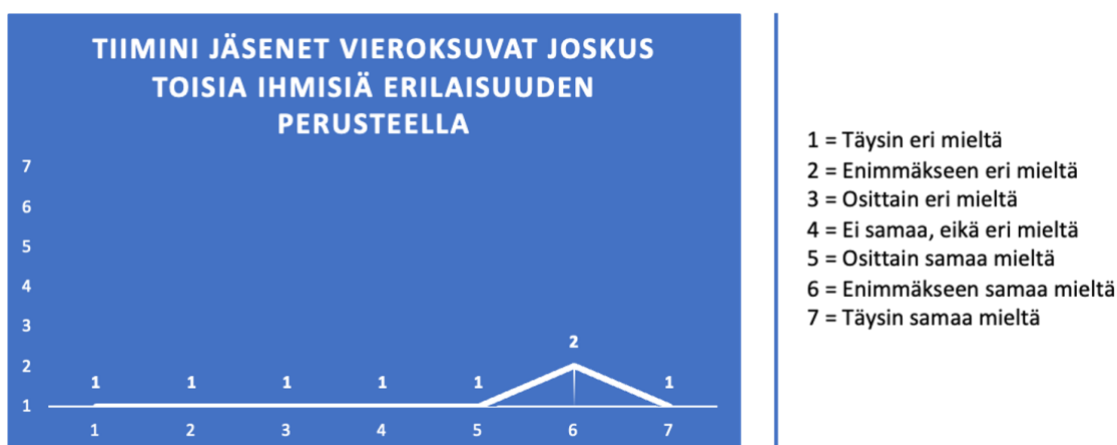 TIIMINI JÄSENET VIEROKSUVAT JOSKUS
TOISIA IHMISIÄ ERILAISUUDEN
PERUSTEELLA
7
6
5
4
3
2
1
1 1 1 1 1 2 1
1 2 3 4 5 6 7
1 = Täysin eri mieltä
2 = Enimmäkseen eri mieltä
3 = Osittain eri mieltä
4 = Ei samaa, eikä eri mieltä
5 = Osittain samaa mieltä
6 = Enimmäkseen samaa mieltä
7 = Täysin samaa mieltä